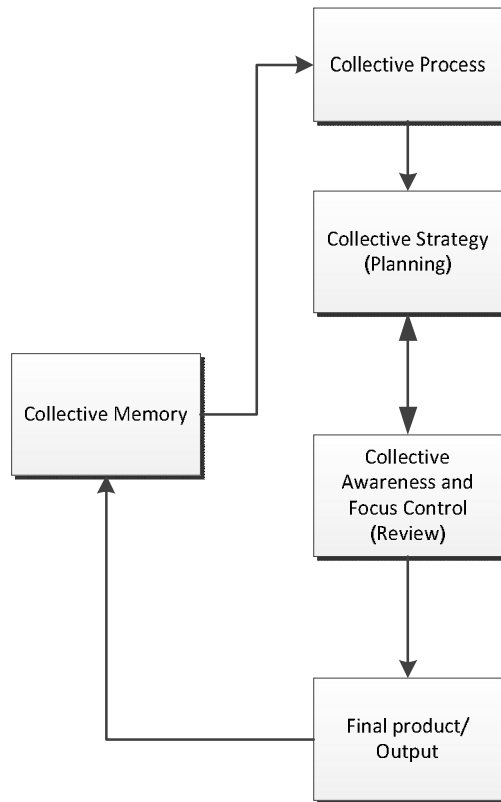 Collective Process
Collective Strategy
(Planning)
Collective Memory
Collective
Awareness and
Focus Control
(Review)
Final product/
Output